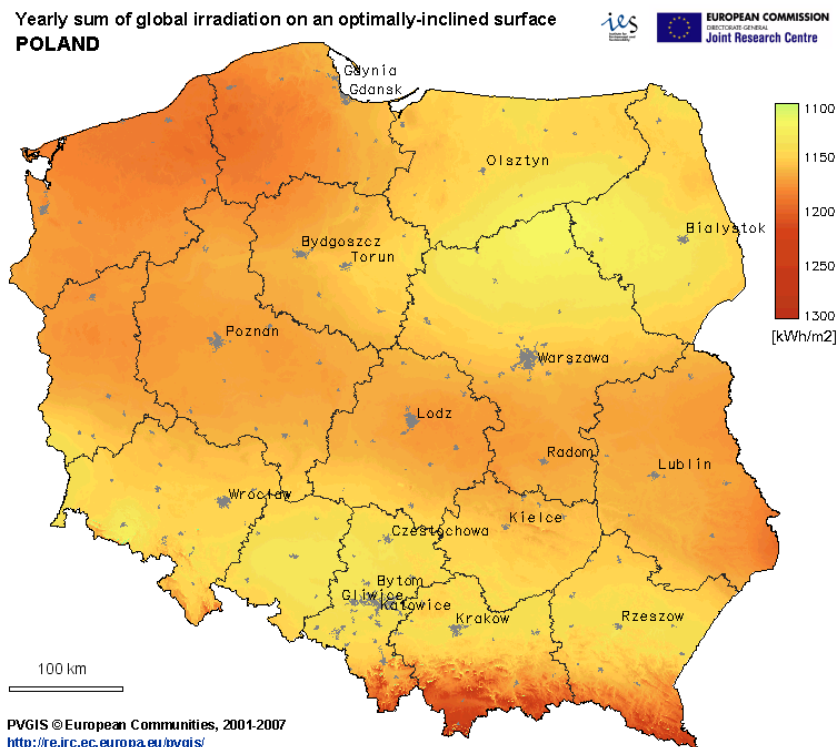 Yearly sum of global irradiation on an optimally-inclined surface
POLAND
ies
EUROPEAN COMMISSION
DIRECTORATE-GENERAL
Joint Research Centre
Gdynia
Gdansk
1100
Olsztyn
1150
1200
Bialystok
Bydgoszcz
Torun
1250
1300
[kWh/m2]
Poznan
Warszawa
Lodz
Radom
Lublin
Wroclaw
Kielce
Czestochowa
Bytom
Gliwice
Katowice
Krakow
Rzeszow
100 km
PVGIS © European Communities, 2001-2007
http://re.jrc.ec.europa.eu/pvgis/